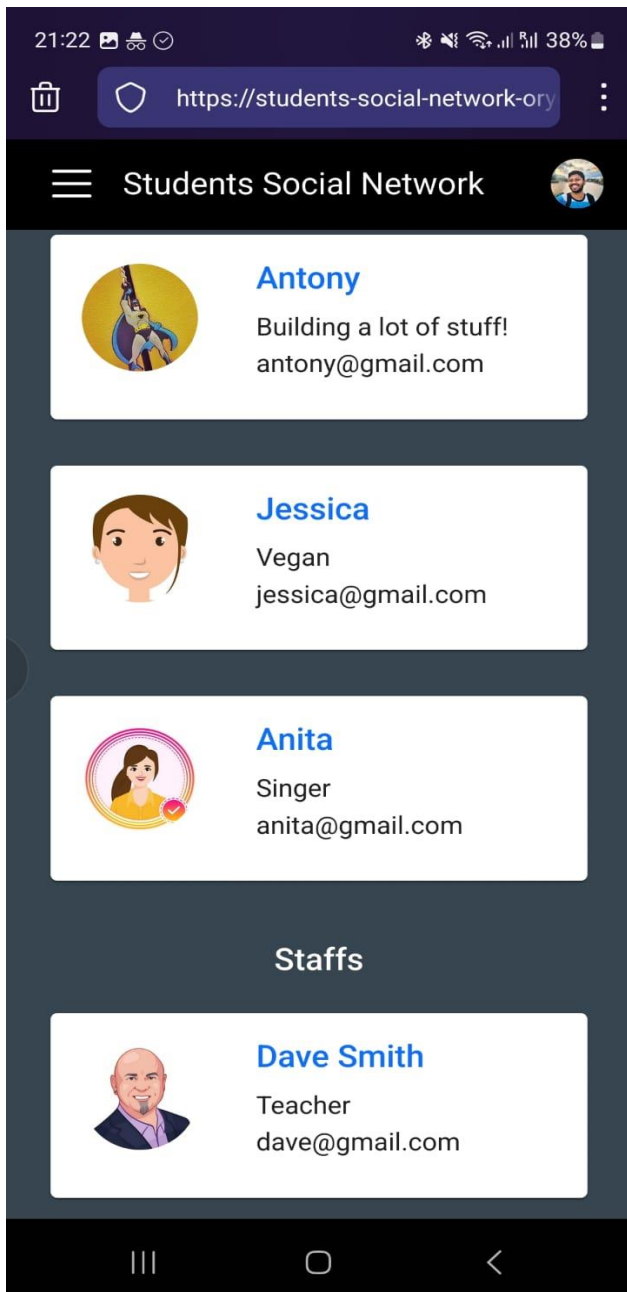 21:22 38%
https://students-social-network-ory
Students Social Network
Antony
Building a lot of stuff!
antony@gmail.com
Jessica
Vegan
jessica@gmail.com
Anita
Singer
anita@gmail.com
Staffs
Dave Smith
Teacher
dave@gmail.com